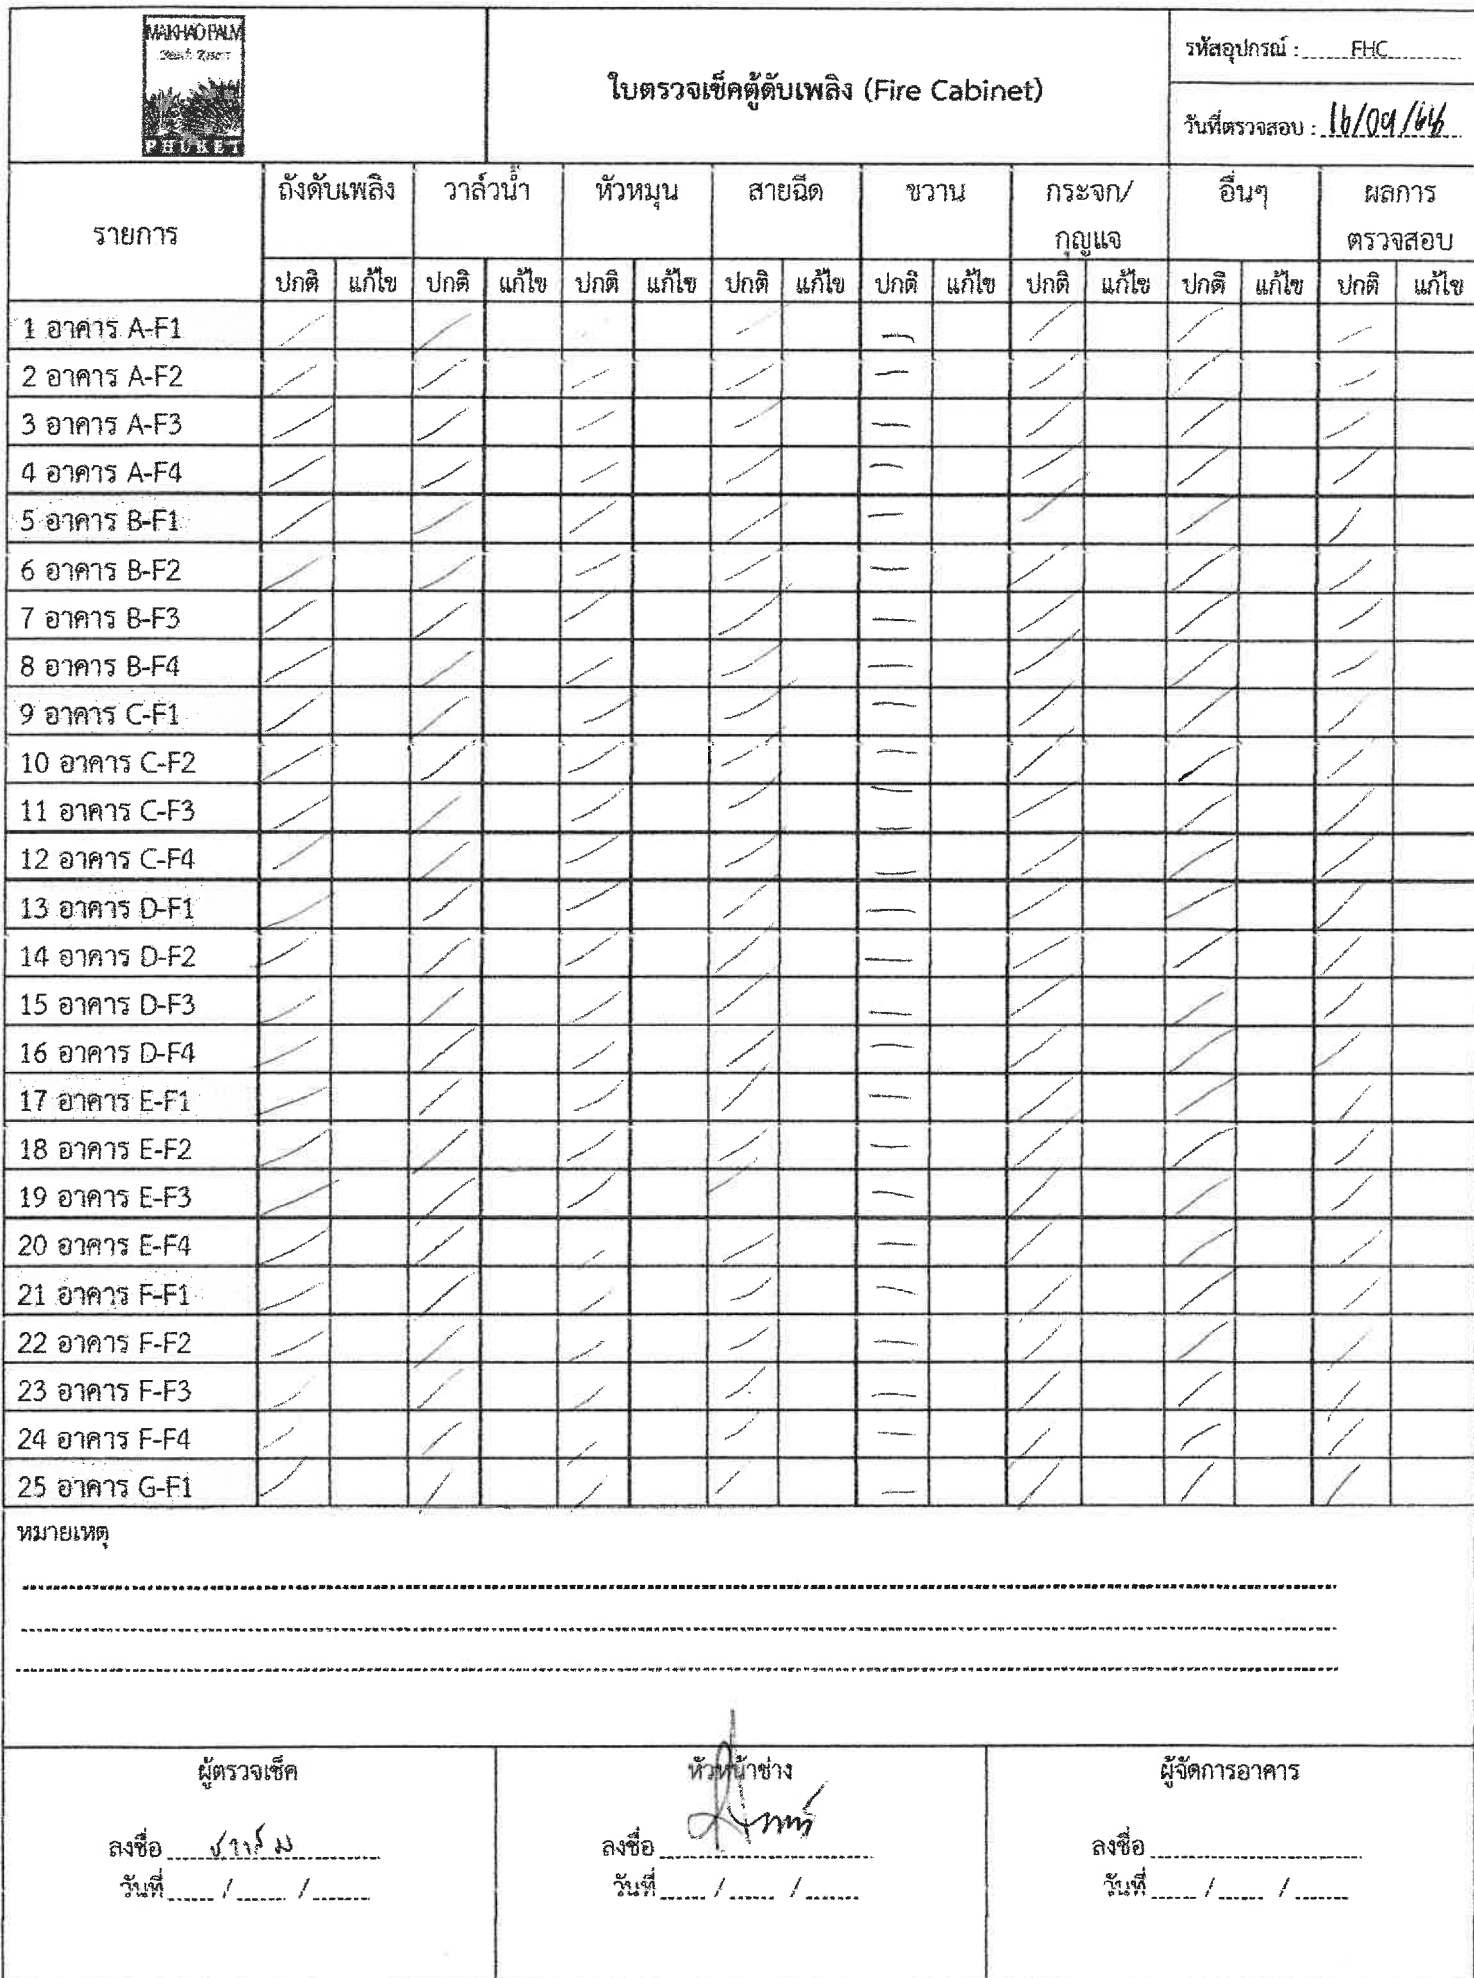 MAIKHAO PALM
Beach Resort
PHUKET
ใบตรวจเช็คตู้ดับเพลิง (Fire Cabinet)
รหัสอุปกรณ์ : FHC
วันที่ตรวจสอบ : 16/09/66
รายการ ถังดับเพลิง วาล์วน้ำ หัวหมุน สายฉีด ขวาน กระจก/กุญแจ อื่นๆ ผลการตรวจสอบ
ปกติ แก้ไข ปกติ แก้ไข ปกติ แก้ไข ปกติ แก้ไข ปกติ แก้ไข ปกติ แก้ไข ปกติ แก้ไข ปกติ แก้ไข
1 อาคาร A-F1
2 อาคาร A-F2
3 อาคาร A-F3
4 อาคาร A-F4
5 อาคาร B-F1
6 อาคาร B-F2
7 อาคาร B-F3
8 อาคาร B-F4
9 อาคาร C-F1
10 อาคาร C-F2
11 อาคาร C-F3
12 อาคาร C-F4
13 อาคาร D-F1
14 อาคาร D-F2
15 อาคาร D-F3
16 อาคาร D-F4
17 อาคาร E-F1
18 อาคาร E-F2
19 อาคาร E-F3
20 อาคาร E-F4
21 อาคาร F-F1
22 อาคาร F-F2
23 อาคาร F-F3
24 อาคาร F-F4
25 อาคาร G-F1
หมายเหตุ
ผู้ตรวจเช็ค หัวหน้าช่าง ผู้จัดการอาคาร
ลงชื่อ ลงชื่อ ลงชื่อ
วันที่ / / วันที่ / / วันที่ / /